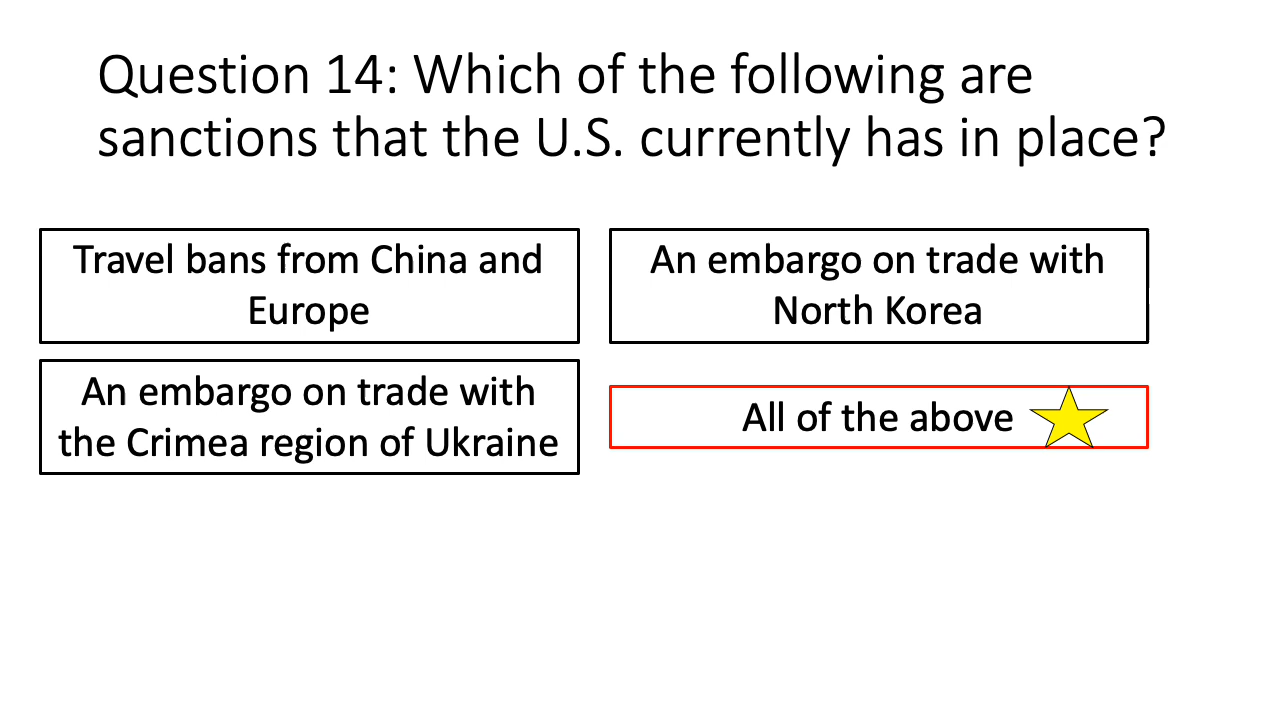 Question 14: Which of the following are
sanctions that the U.S. currently has in place?
Travel bans from China and
Europe
An embargo on trade with
North Korea
An embargo on trade with
the Crimea region of Ukraine
All of the above